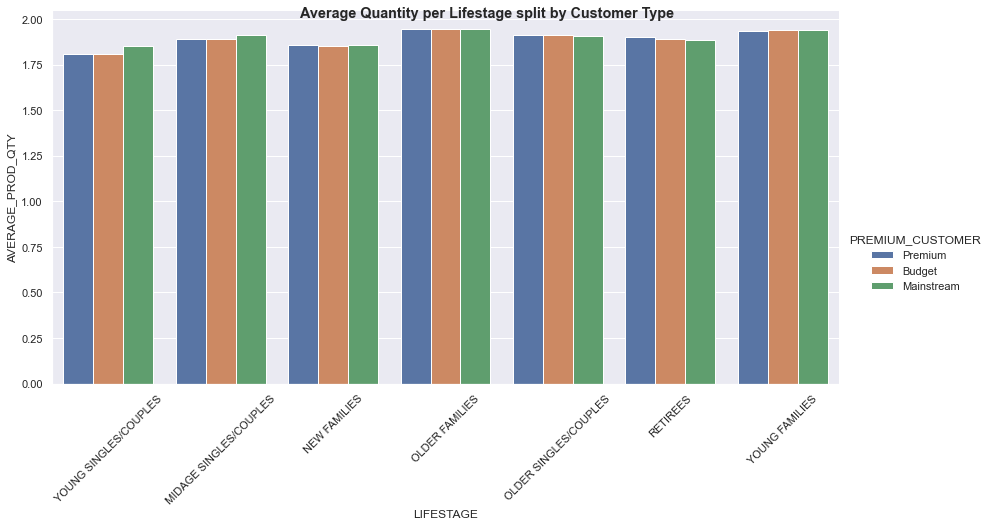 Average Quantity per Lifestage split by Customer Type
2.00
1.75
1.50
1.25
1.00
0.75
0.50
0.25
0.00
AVERAGE_PROD_QTY
YOUNG SINGLES/COUPLES
MIDAGE SINGLES/COUPLES
NEW FAMILIES
OLDER FAMILIES
OLDER SINGLES/COUPLES
RETIREES
YOUNG FAMILIES
LIFESTAGE
PREMIUM_CUSTOMER
Premium
Budget
Mainstream